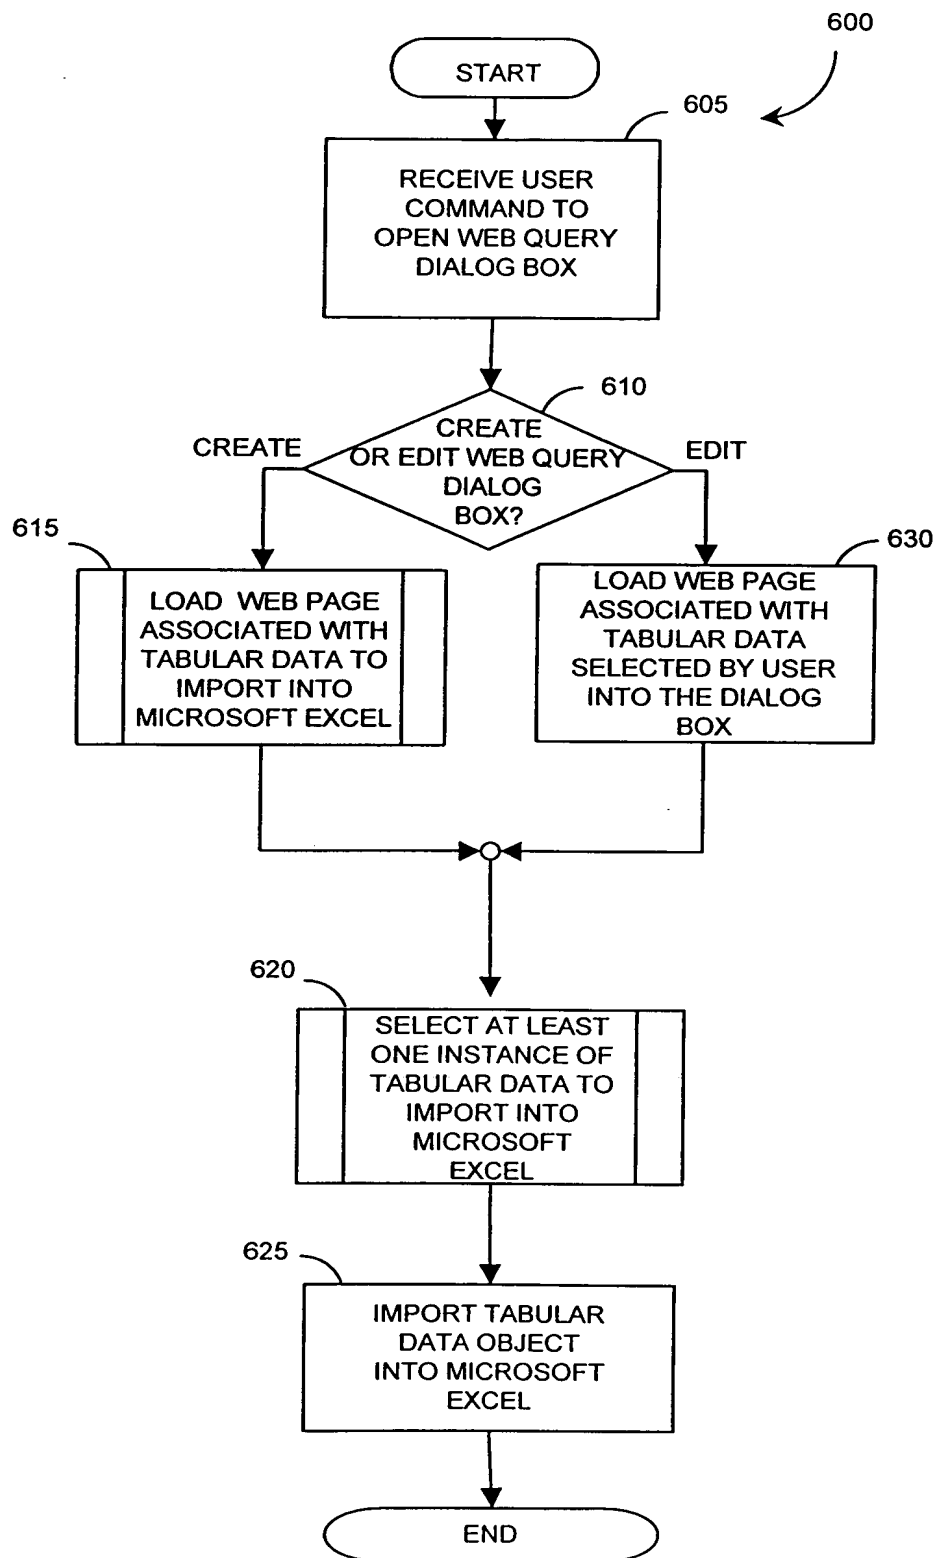 600
START
605
RECEIVE USER
COMMAND TO
OPEN WEB QUERY
DIALOG BOX
610
CREATE
CREATE
OR EDIT WEB QUERY
DIALOG
BOX?
EDIT
615
LOAD WEB PAGE
ASSOCIATED WITH
TABULAR DATA TO
IMPORT INTO
MICROSOFT EXCEL
630
LOAD WEB PAGE
ASSOCIATED WITH
TABULAR DATA
SELECTED BY USER
INTO THE DIALOG
BOX
620
SELECT AT LEAST
ONE INSTANCE OF
TABULAR DATA TO
IMPORT INTO
MICROSOFT
EXCEL
625
IMPORT TABULAR
DATA OBJECT
INTO MICROSOFT
EXCEL
END